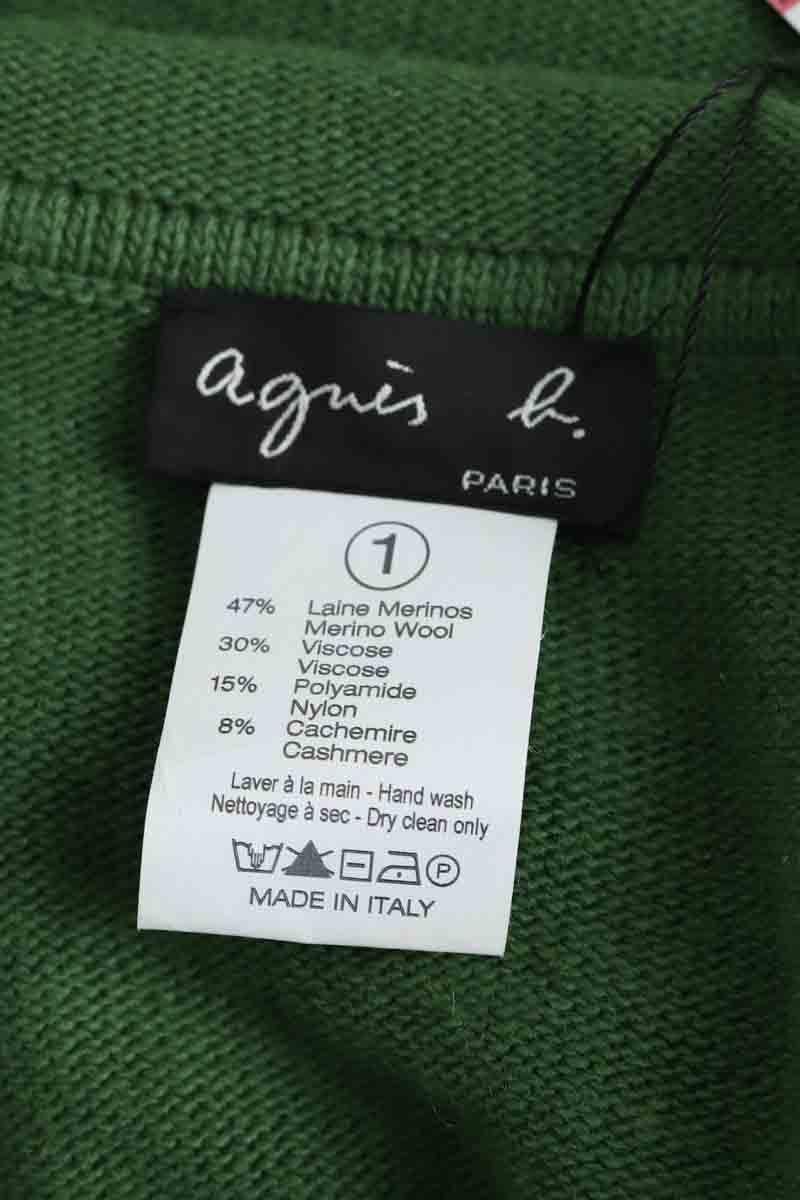 agnès b.
PARIS
1
47% Laine Merinos
Merino Wool
30% Viscose
Viscose
15% Polyamide
Nylon
8% Cachemire
Cashmere
Laver à la main - Hand wash
Nettoyage à sec - Dry clean only
P
MADE IN ITALY